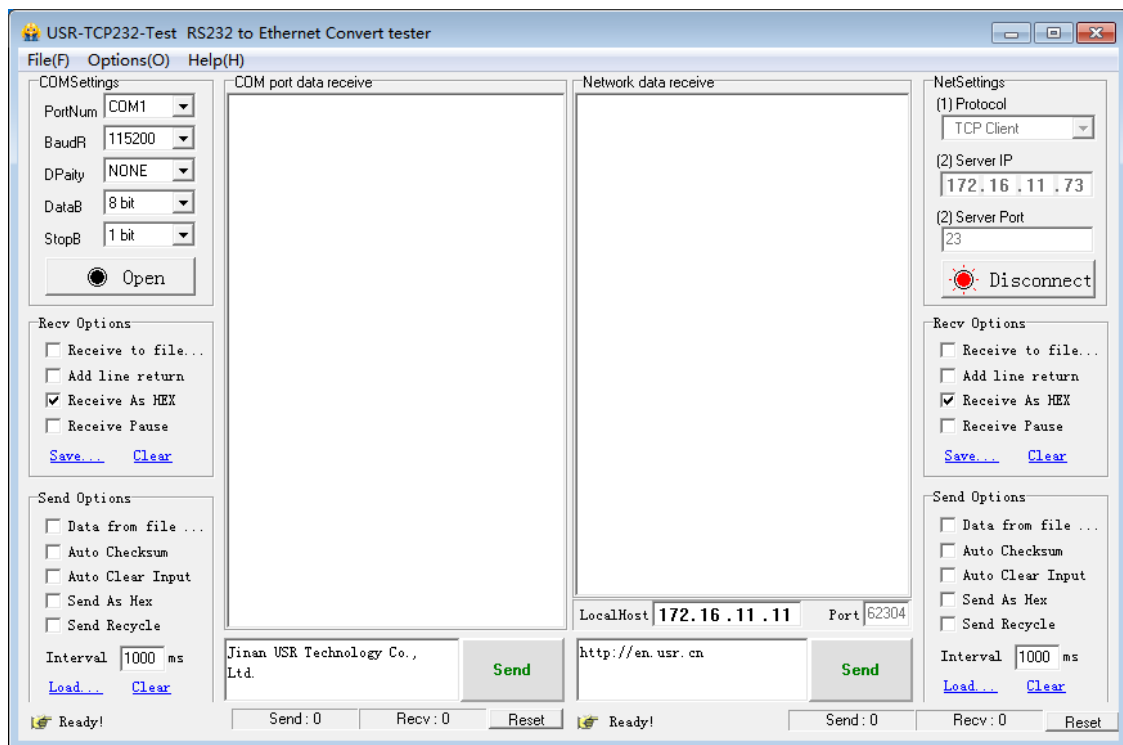 USR-TCP232-Test RS232 to Ethernet Convert tester
File(F) Options(O) Help(H)
COMSettings
PortNum COM1
BaudR 115200
DPaity NONE
DataB 8 bit
StopB 1 bit
Open
Recv Options
Receive to file...
Add line return
Receive As HEX
Receive Pause
Save... Clear
Send Options
Data from file ...
Auto Checksum
Auto Clear Input
Send As Hex
Send Recycle
Interval 1000 ms
Load... Clear
Ready!
COM port data receive
Jinan USR Technology Co.,
Ltd.
Send
Send : 0 Recv : 0 Reset
Network data receive
LocalHost 172.16.11.11 Port 62304
http://en.usr.cn
Send
Ready!
Send : 0 Recv : 0 Reset
NetSettings
(1) Protocol
TCP Client
(2) Server IP
172.16.11.73
(2) Server Port
23
Disconnect
Recv Options
Receive to file...
Add line return
Receive As HEX
Receive Pause
Save... Clear
Send Options
Data from file ...
Auto Checksum
Auto Clear Input
Send As Hex
Send Recycle
Interval 1000 ms
Load... Clear